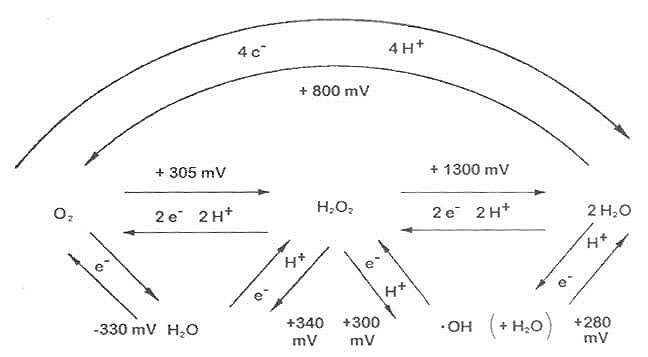 4 e⁻ 4 H⁺
+ 800 mV
+ 305 mV + 1300 mV
O₂ 2 e⁻ 2 H⁺ H₂O₂ 2 e⁻ 2 H⁺ 2 H₂O
e⁻ H⁺ e⁻ e⁻ H⁺ H⁺ e⁻
-330 mV H₂O +340 mV +300 mV ·OH (+ H₂O) +280 mV